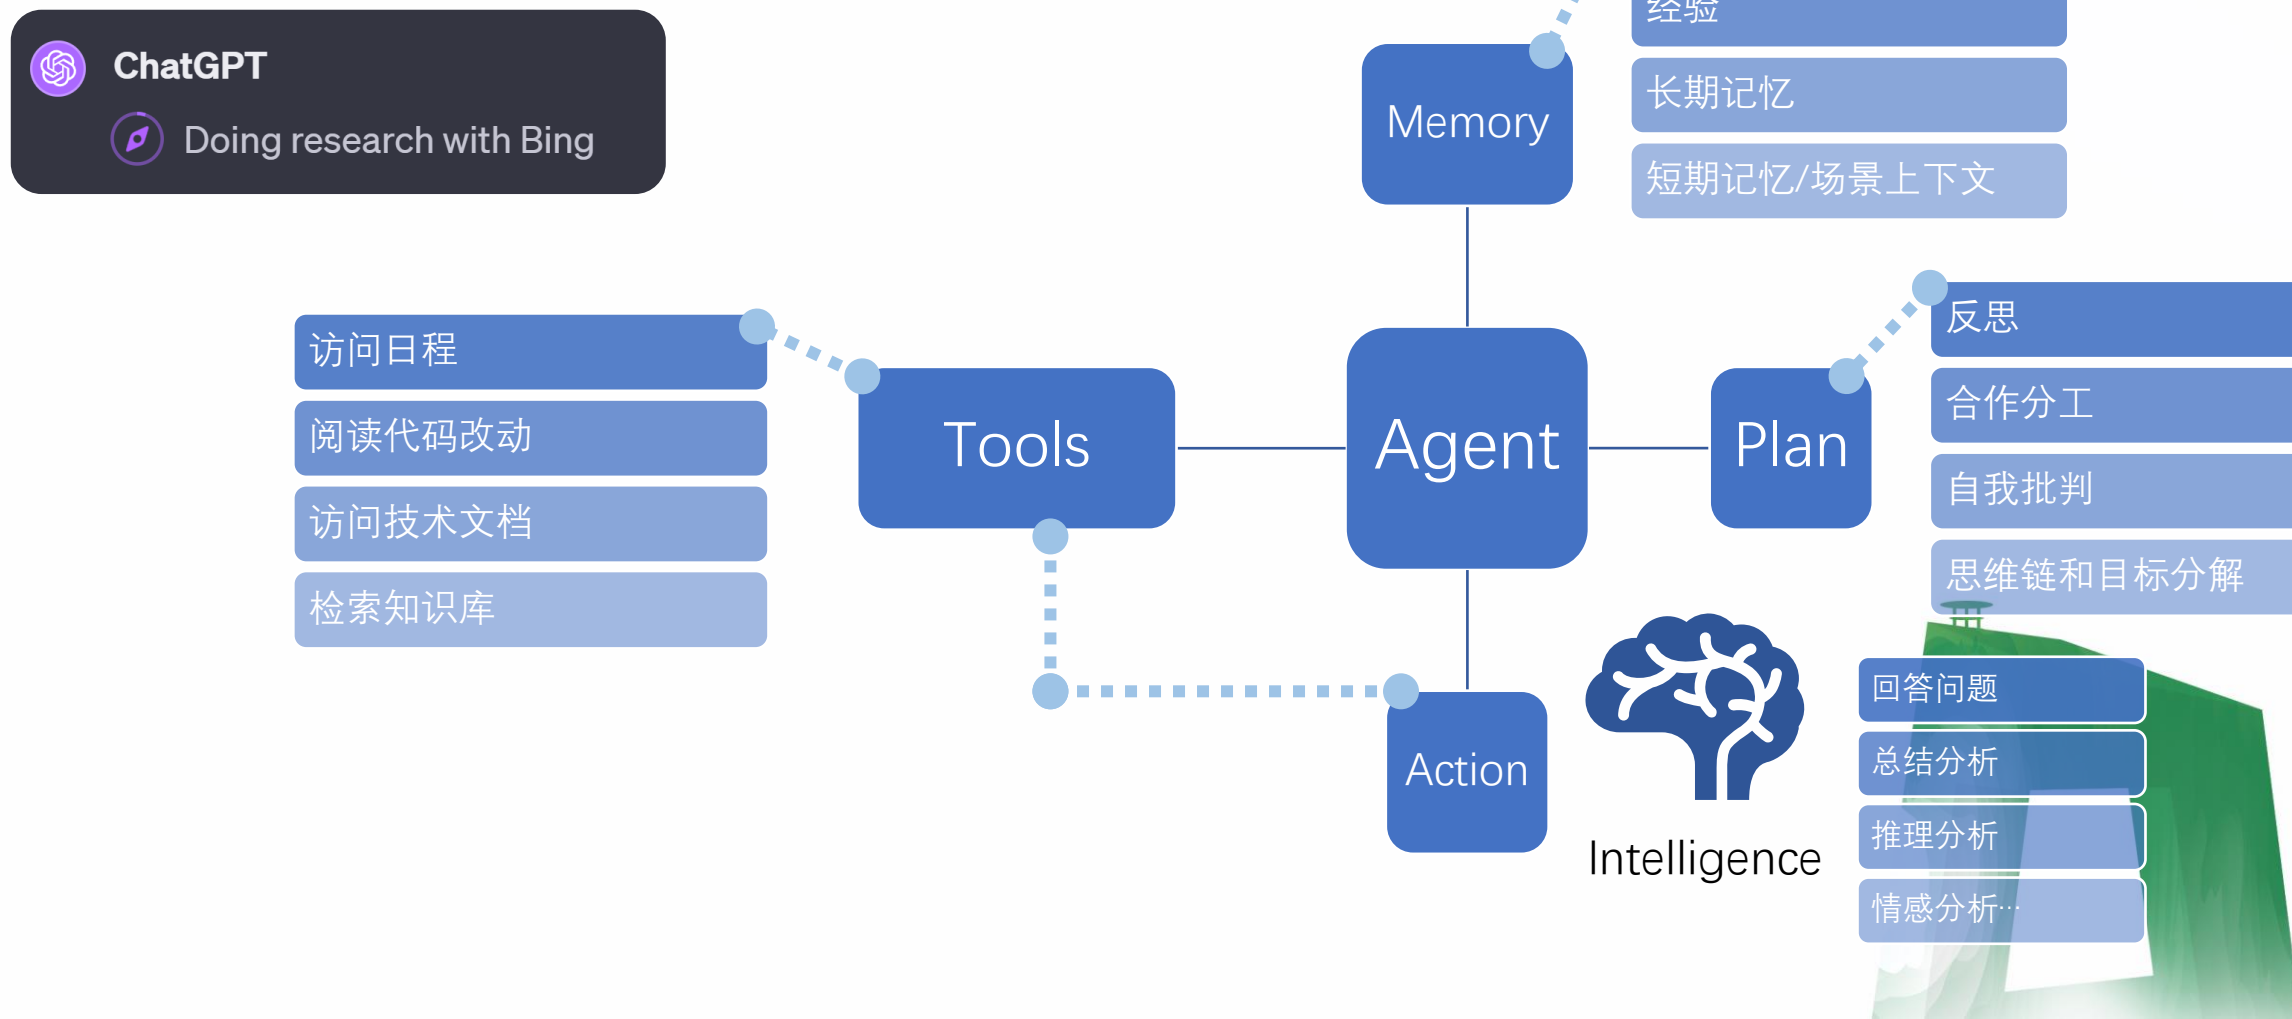 ChatGPT
Doing research with Bing
Memory
经验
长期记忆
短期记忆/场景上下文
访问日程
阅读代码改动
访问技术文档
检索知识库
Tools
Agent
Plan
反思
合作分工
自我批判
思维链和目标分解
Action
Intelligence
回答问题
总结分析
推理分析
情感分析…